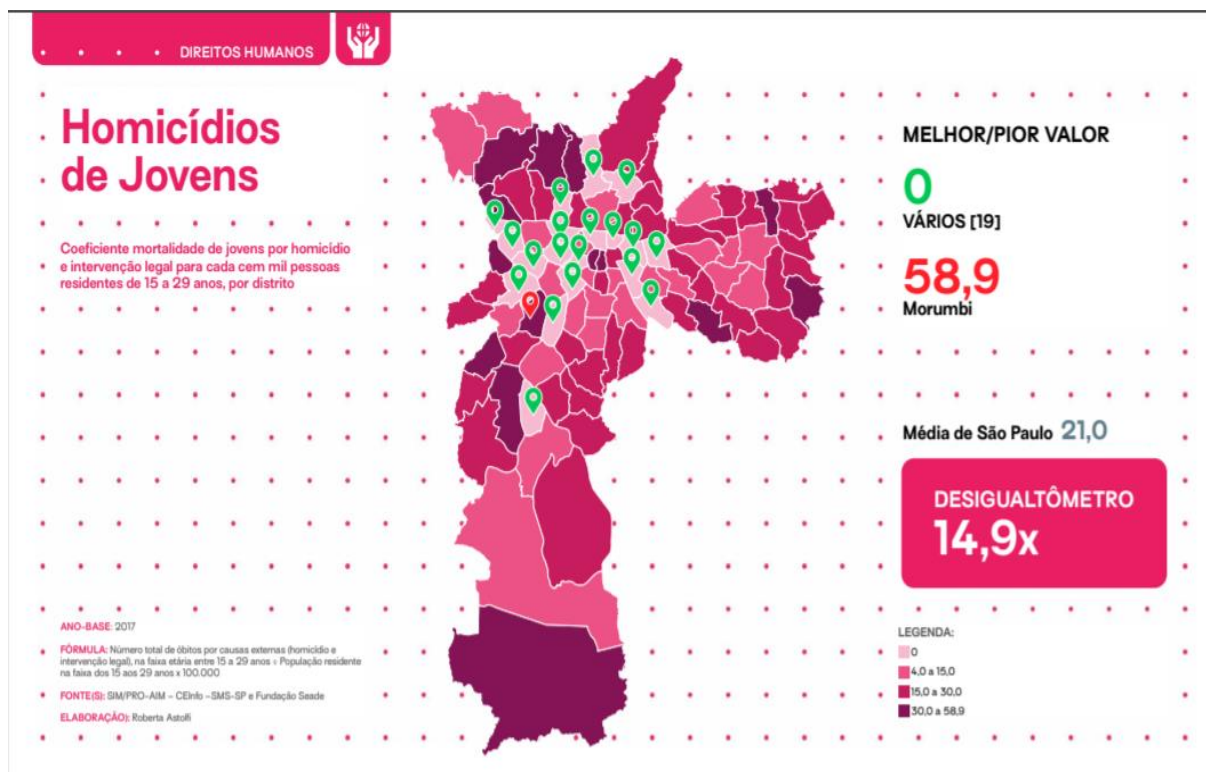 DIREITOS HUMANOS
Homicídios
de Jovens
Coeficiente mortalidade de jovens por homicídio
e intervenção legal para cada cem mil pessoas
residentes de 15 a 29 anos, por distrito
MELHOR/PIOR VALOR
0
VÁRIOS [19]
58,9
Morumbi
Média de São Paulo 21,0
DESIGUALTÔMETRO
14,9x
ANO-BASE: 2017
FÓRMULA: Número total de óbitos por causas externas (homicídio e
intervenção legal), na faixa etária entre 15 a 29 anos ÷ População residente
na faixa dos 15 aos 29 anos x 100.000
FONTE(S): SIM/PRO-AIM – CEInfo –SMS-SP e Fundação Seade
ELABORAÇÃO): Roberta Astolfi
LEGENDA:
0
4,0 a 15,0
15,0 a 30,0
30,0 a 58,9